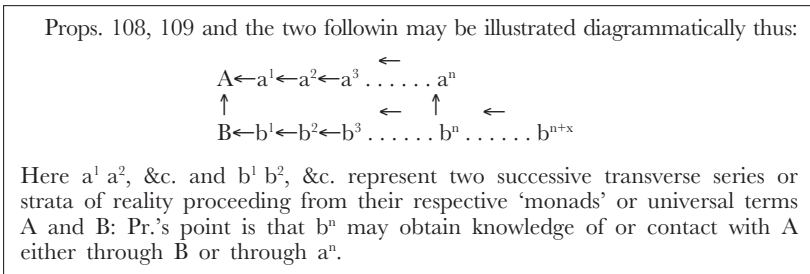 Props. 108, 109 and the two followin may be illustrated diagrammatically thus:
←
A←a¹←a²←a³ . . . . . . aⁿ
↑ ← ↑ ←
B←b¹←b²←b³ . . . . . . bⁿ . . . . . . bⁿ⁺ˣ
Here a¹ a², &c. and b¹ b², &c. represent two successive transverse series or
strata of reality proceeding from their respective ‘monads’ or universal terms
A and B: Pr.’s point is that bⁿ may obtain knowledge of or contact with A
either through B or through aⁿ.